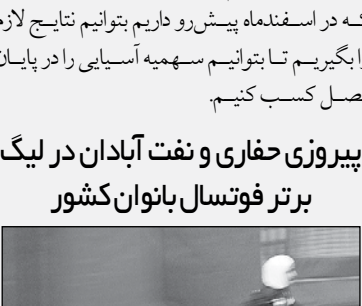 که در اسفندماه پیش‌رو داریم بتوانیم نتایج لازم
را بگیریم تا بتوانیم سهمیه آسیایی را در پایان
فصل کسب کنیم.
پیروزی حفاری و نفت آبادان در لیگ
برتر فوتسال بانوان کشور